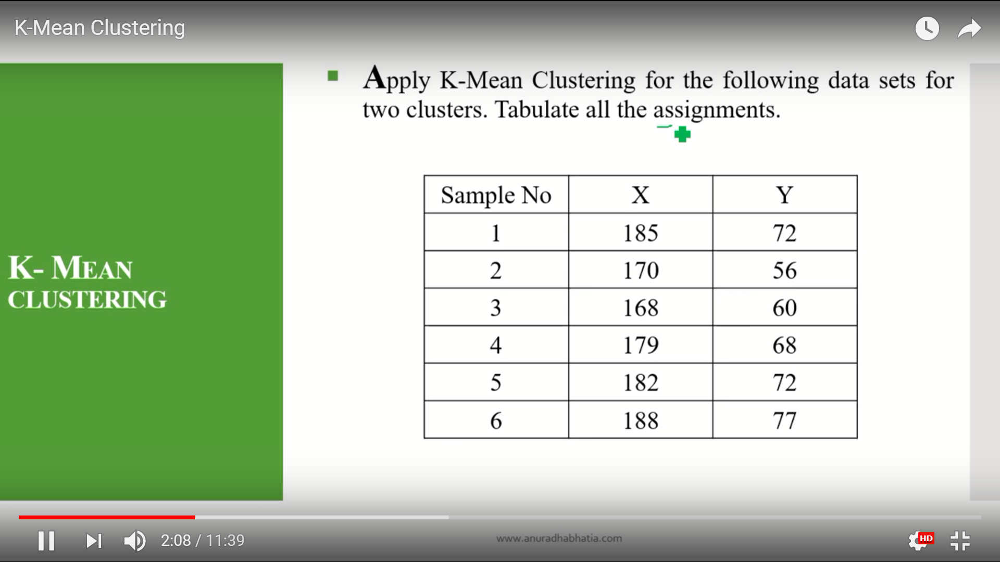 K-Mean Clustering
Apply K-Mean Clustering for the following data sets for
two clusters. Tabulate all the assignments.
K- MEAN
CLUSTERING
Sample No X Y
1 185 72
2 170 56
3 168 60
4 179 68
5 182 72
6 188 77
2:08 / 11:39
www.anuradhabhatia.com
HD